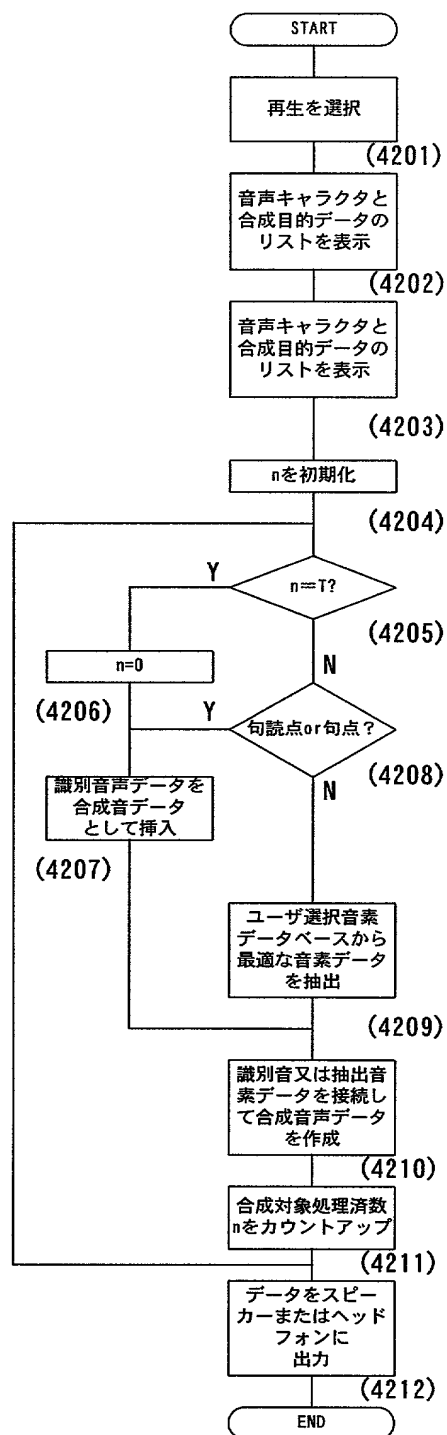 START
再生を選択
(4201)
音声キャラクタと
合成目的データの
リストを表示
(4202)
音声キャラクタと
合成目的データの
リストを表示
(4203)
nを初期化
(4204)
Y
n==T?
(4205)
n=0
N
(4206)
Y
句読点or句点?
(4208)
識別音声データを
合成音データ
として挿入
N
(4207)
ユーザ選択音素
データベースから
最適な音素データ
を抽出
(4209)
識別音又は抽出音
素データを接続し
て合成音声データ
を作成
(4210)
合成対象処理済数
nをカウントアップ
(4211)
データをスピー
カーまたはヘッド
フォンに
出力
(4212)
END